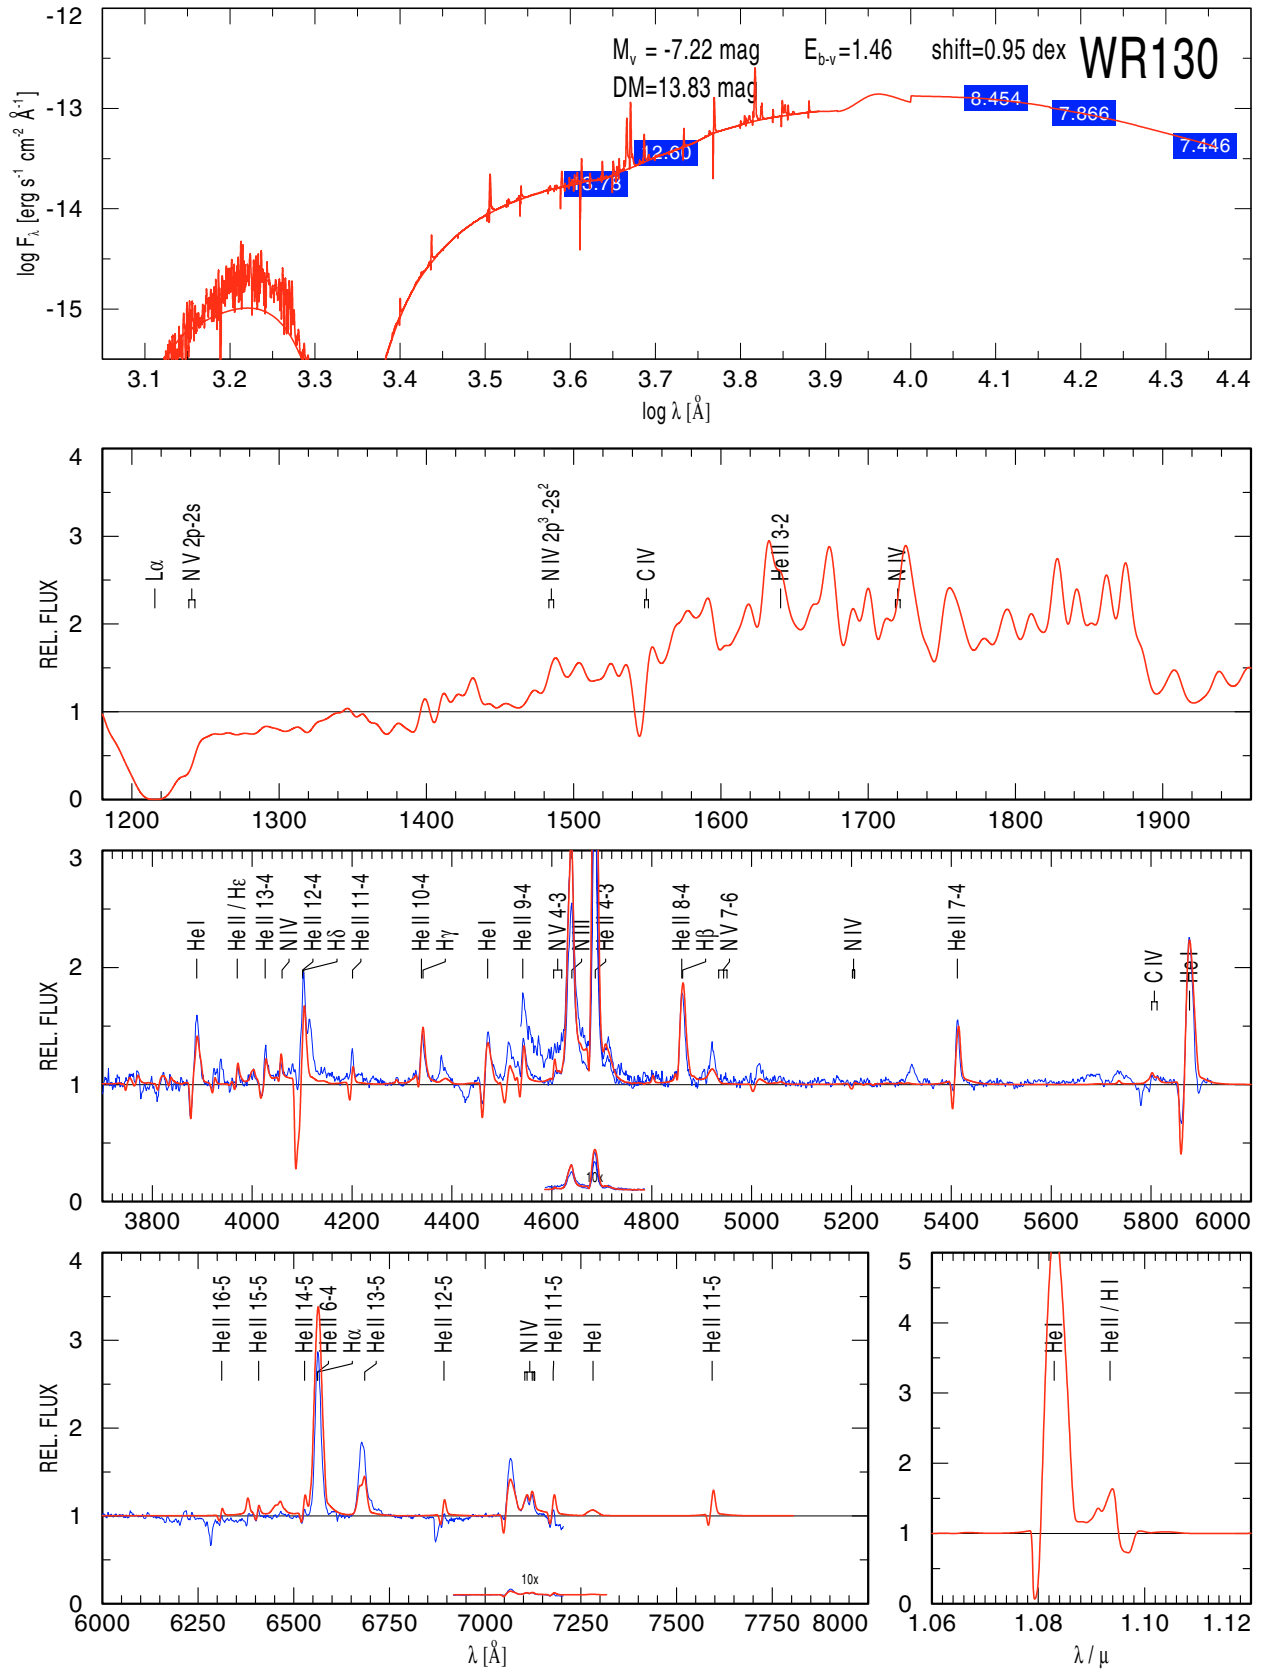 WR130
M_v = -7.22 mag E_b-v=1.46 shift=0.95 dex
DM=13.83 mag
-12
-13
-14
-15
log F_λ [erg s⁻¹ cm⁻² Å⁻¹]
13.78
12.60
8.454
7.866
7.446
3.1 3.2 3.3 3.4 3.5 3.6 3.7 3.8 3.9 4.0 4.1 4.2 4.3 4.4
log λ [Å]
4
3
2
1
0
REL. FLUX
Lα
N V 2p-2s
N IV 2p³-2s²
C IV
He II 3-2
N IV
1200 1300 1400 1500 1600 1700 1800 1900
3
2
1
0
REL. FLUX
He I
He II / Hε
He II 13-4
N IV
He II 12-4
Hδ
He II 11-4
He II 10-4
Hγ
He I
He II 9-4
N V 4-3
N III
He II 4-3
He II 8-4
Hβ
N V 7-6
N IV
He II 7-4
C IV
He I
10x
3800 4000 4200 4400 4600 4800 5000 5200 5400 5600 5800 6000
4
3
2
1
0
REL. FLUX
He II 16-5
He II 15-5
He II 14-5
He II 6-4
Hα
He II 13-5
He II 12-5
N IV
He II 11-5
He I
He II 11-5
10x
6000 6250 6500 6750 7000 7250 7500 7750 8000
λ [Å]
5
4
3
2
1
0
He I
He II / H I
1.06 1.08 1.10 1.12
λ / μ